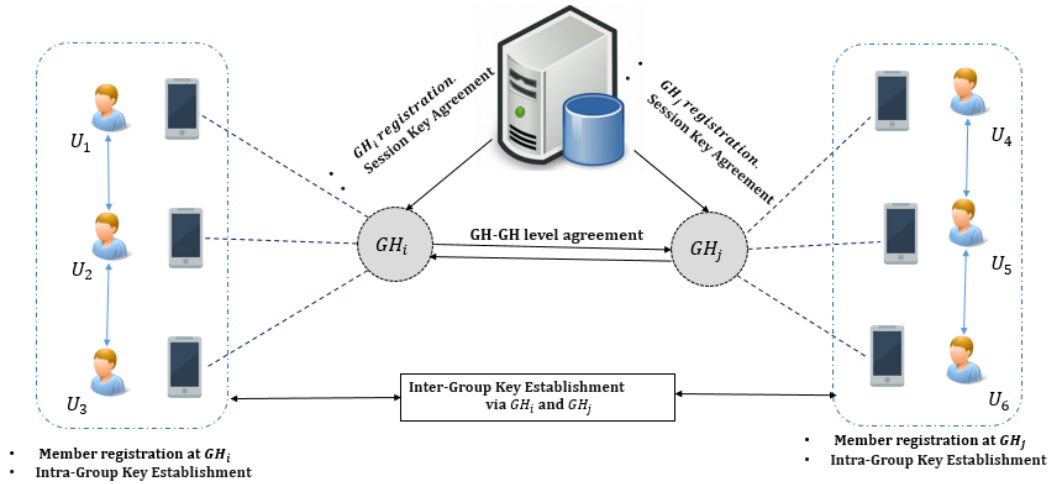 GH_i registration.
Session Key Agreement
GH_j registration.
Session Key Agreement
U_1
U_4
GH_i
GH-GH level agreement
GH_j
U_2
U_5
Inter-Group Key Establishment
via GH_i and GH_j
U_3
U_6
• Member registration at GH_i
• Intra-Group Key Establishment
• Member registration at GH_J
• Intra-Group Key Establishment